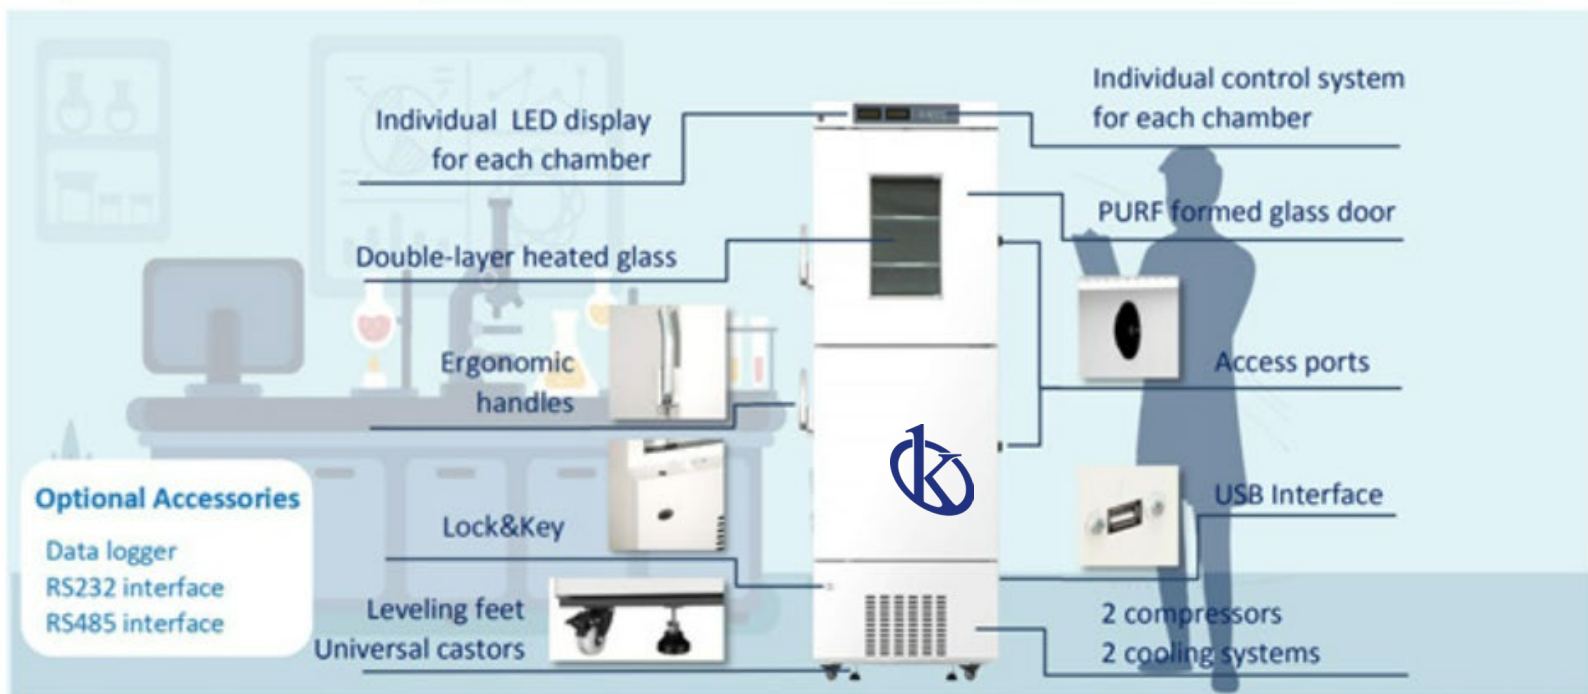 Individual LED display
for each chamber
Double-layer heated glass
Ergonomic
handles
Lock&Key
Leveling feet
Universal castors
Optional Accessories
Data logger
RS232 interface
RS485 interface
Individual control system
for each chamber
PURF formed glass door
Access ports
USB Interface
2 compressors
2 cooling systems
k